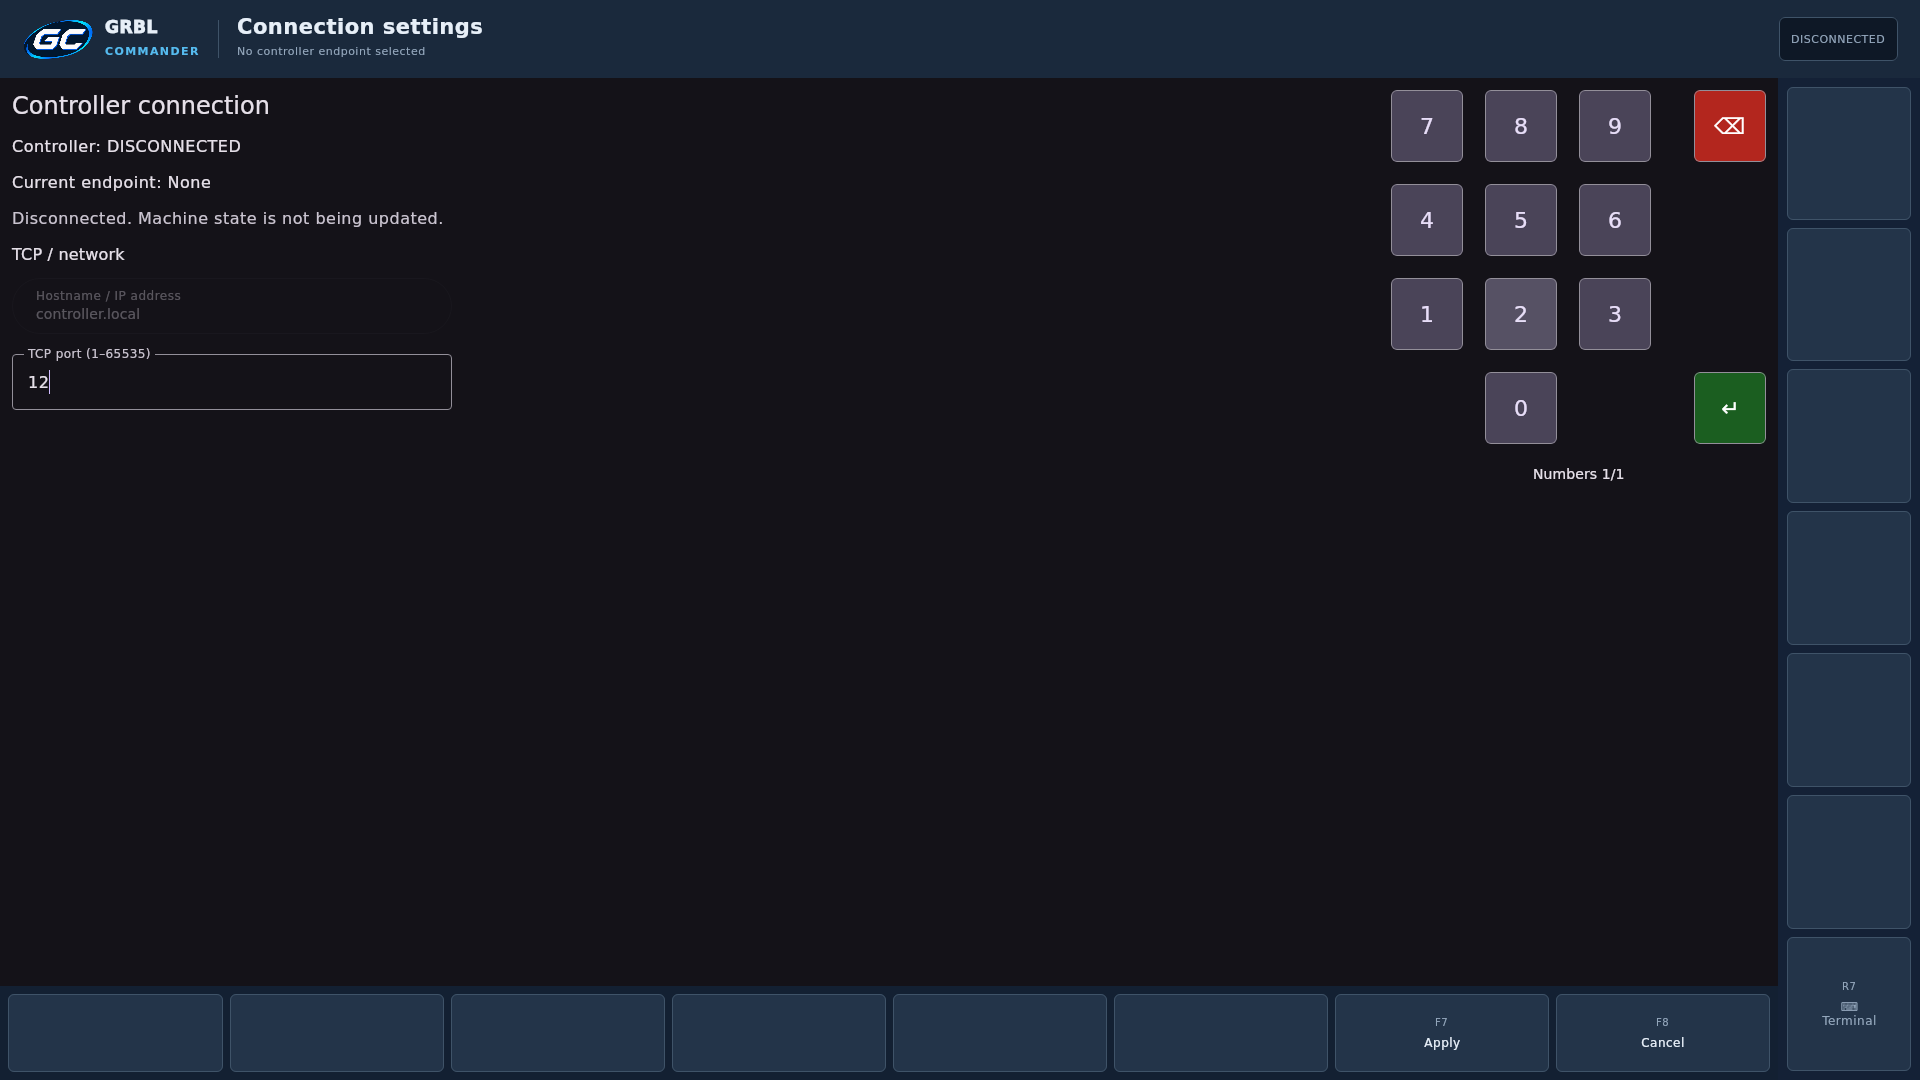 GC
GRBL
COMMANDER
Connection settings
No controller endpoint selected
DISCONNECTED
Controller connection
Controller: DISCONNECTED
Current endpoint: None
Disconnected. Machine state is not being updated.
TCP / network
Hostname / IP address
controller.local
TCP port (1–65535)
12
7 8 9 ⌫
4 5 6
1 2 3
0 ↵
Numbers 1/1
F7
Apply
F8
Cancel
R7
⌨
Terminal